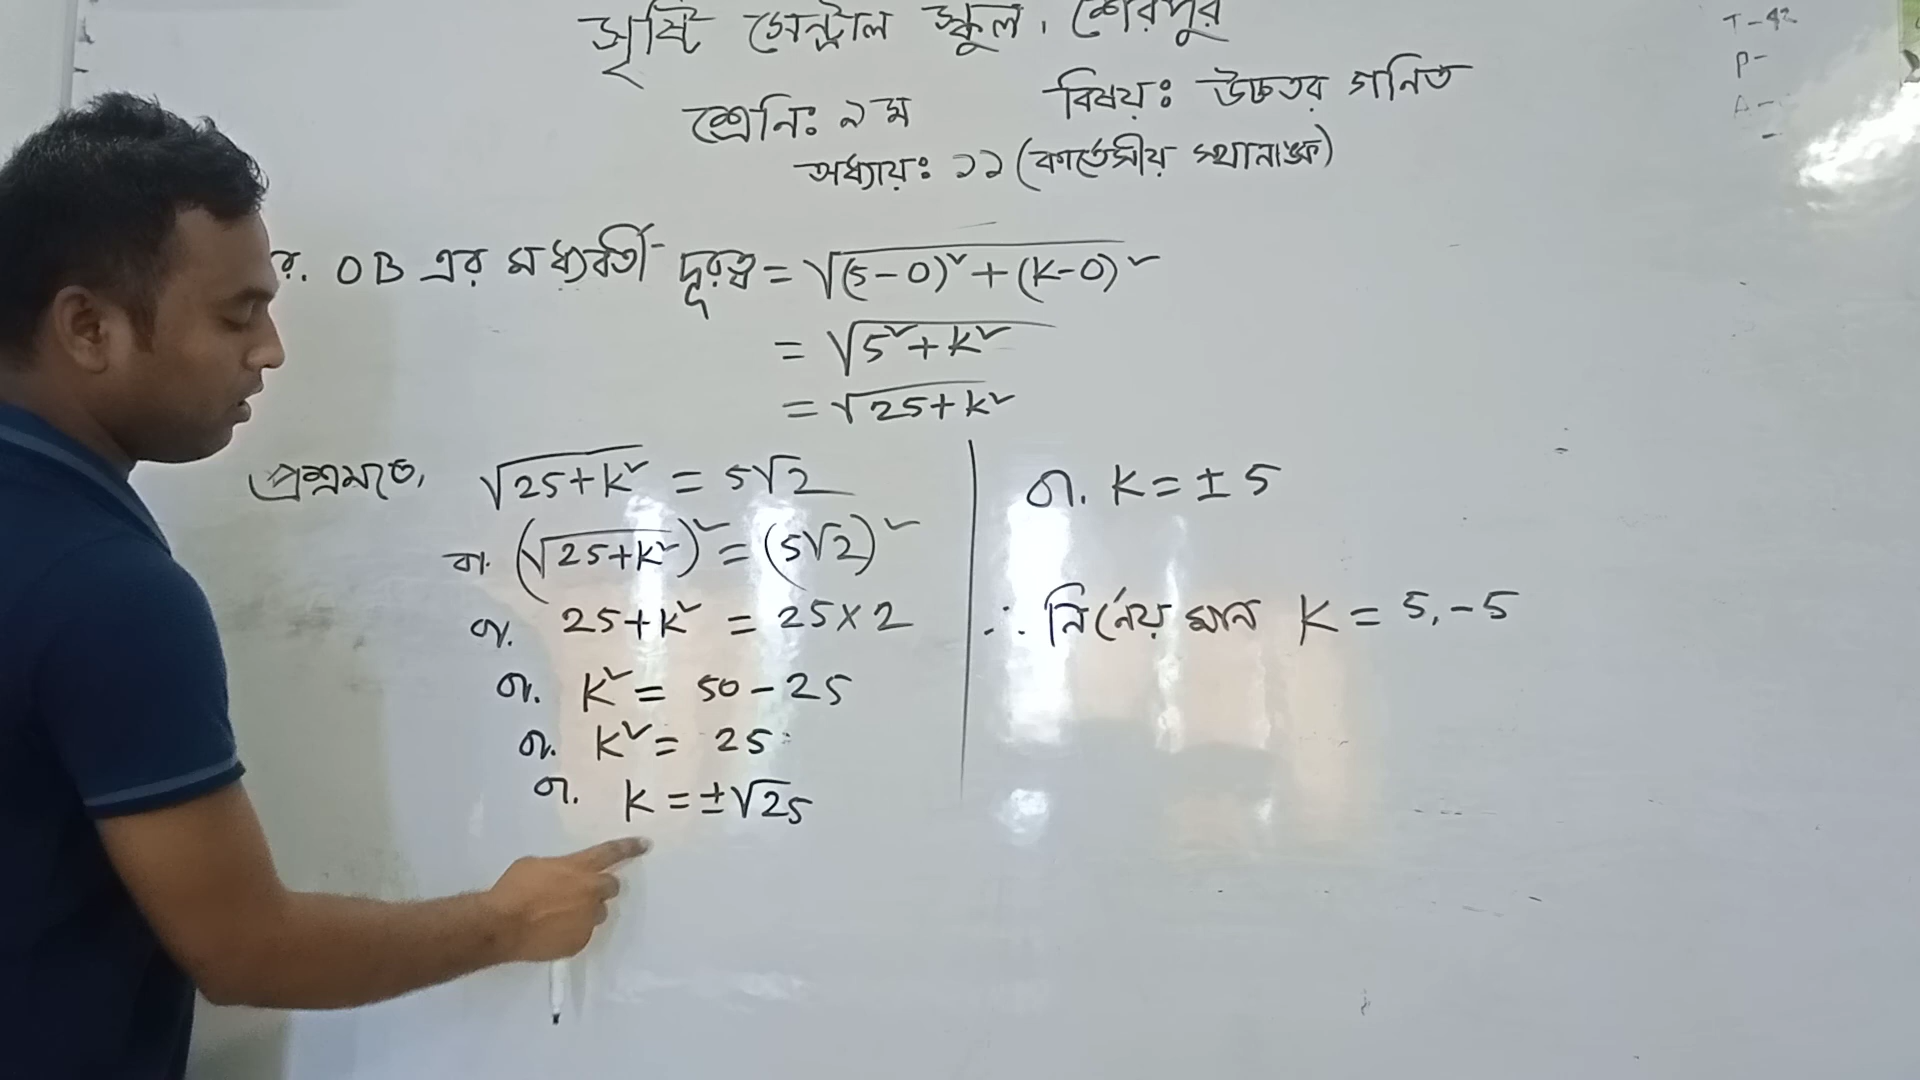 সৃষ্টি সেন্ট্রাল স্কুল, শেরপুর
শ্রেনিঃ ৯ম বিষয়ঃ উচ্চতর গনিত
অধ্যায়ঃ ১১ (কার্তেসীয় স্থানাঙ্ক)
T-42
P-
A-
OB এর মধ্যবর্তী দূরত্ব = √(5-0)² + (K-0)²
= √5² + K²
= √25+K²
প্রশ্নমতে, √25+K² = 5√2
বা, (√25+K²)² = (5√2)²
বা, 25+K² = 25×2
বা, K² = 50-25
বা, K² = 25
বা, K = ±√25
বা, K = ±5
∴ নির্নেয় মান K = 5, -5